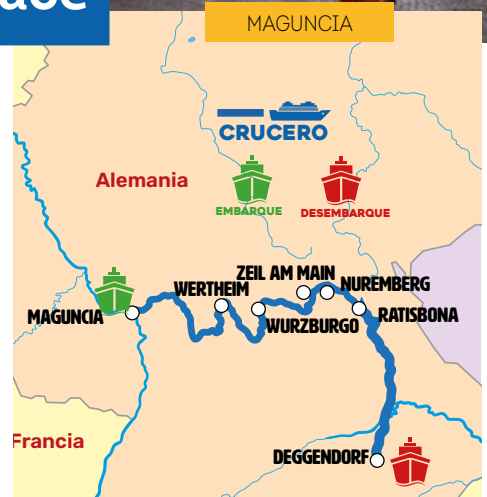 MAGUNCIA
CRUCERO
Alemania
EMBARQUE
DESEMBARQUE
ZEIL AM MAIN
WERTHEIM
NUREMBERG
MAGUNCIA
WURZBURGO
RATISBONA
Francia
DEGGENDORF